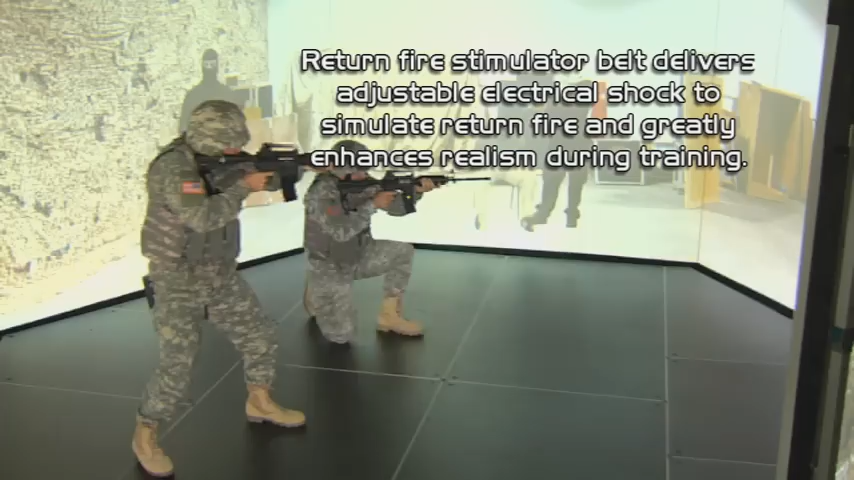 Return fire stimulator belt delivers
adjustable electrical shock to
simulate return fire and greatly
enhances realism during training.